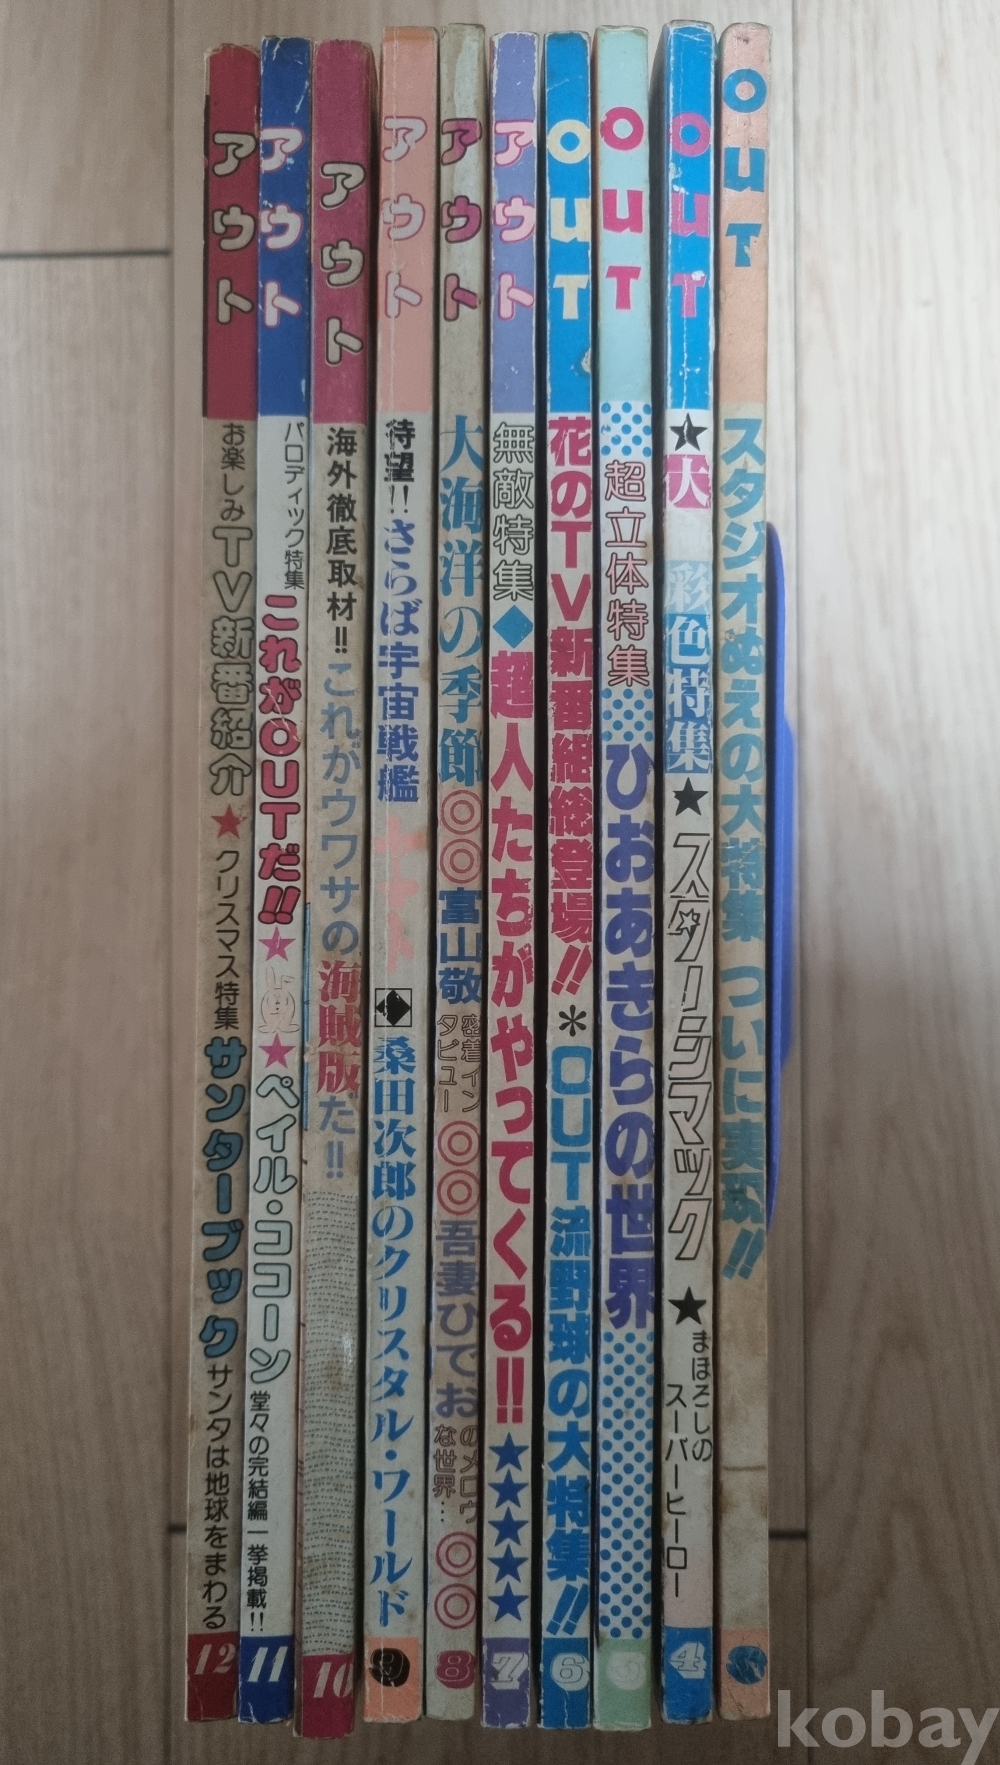 アウト
お楽しみTV新番紹介★クリスマス特集 サンターブック サンタは地球をまわる
12
アウト
パロディック特集
これがOUTだ!!★
★ペイル・ココーン
堂々の完結編一挙掲載!!
11
アウト
海外徹底取材!!これがウワサの海賊版だ!!
10
アウト
待望!!さらば宇宙戦艦ヤマト◆桑田次郎のクリスタル・ワールド
9
アウト
大海洋の季節◎◎富山敬
密着イン
タビュー
◎◎吾妻ひでお
のメロウ
な世界…
◎◎
8
アウト
無敵特集◆超人たちがやってくる!!★★★★
7
OUT
花のTV新番組総登場!!*OUT流野球の大特集!!
6
OUT
超立体特集 ひおあきらの世界
OUT
★大彩色特集★スターシマック★
まぼろしの
スーパーヒーロー
4
OUT
スタジオぬえの大特集 ついに実現!!
kobay